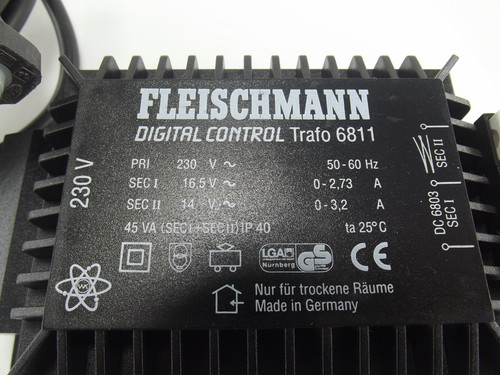 FLEISCHMANN
DIGITAL CONTROL Trafo 6811
PRI 230 V ~ 50-60 Hz
SEC I 16,5 V ~ 0-2,73 A
SEC II 14 V ~ 0-3,2 A
45 VA (SEC I+SEC II) IP 40 ta 25°C
230 V
SEC II
DC 6803
SEC I
LGA
Nürnberg
GS
CE
Nur für trockene Räume
Made in Germany